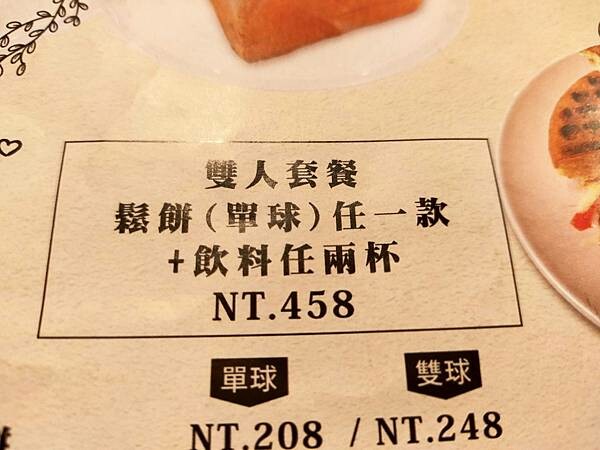 雙人套餐
鬆餅(單球)任一款
+飲料任兩杯
NT.458
單球 雙球
NT.208 / NT.248